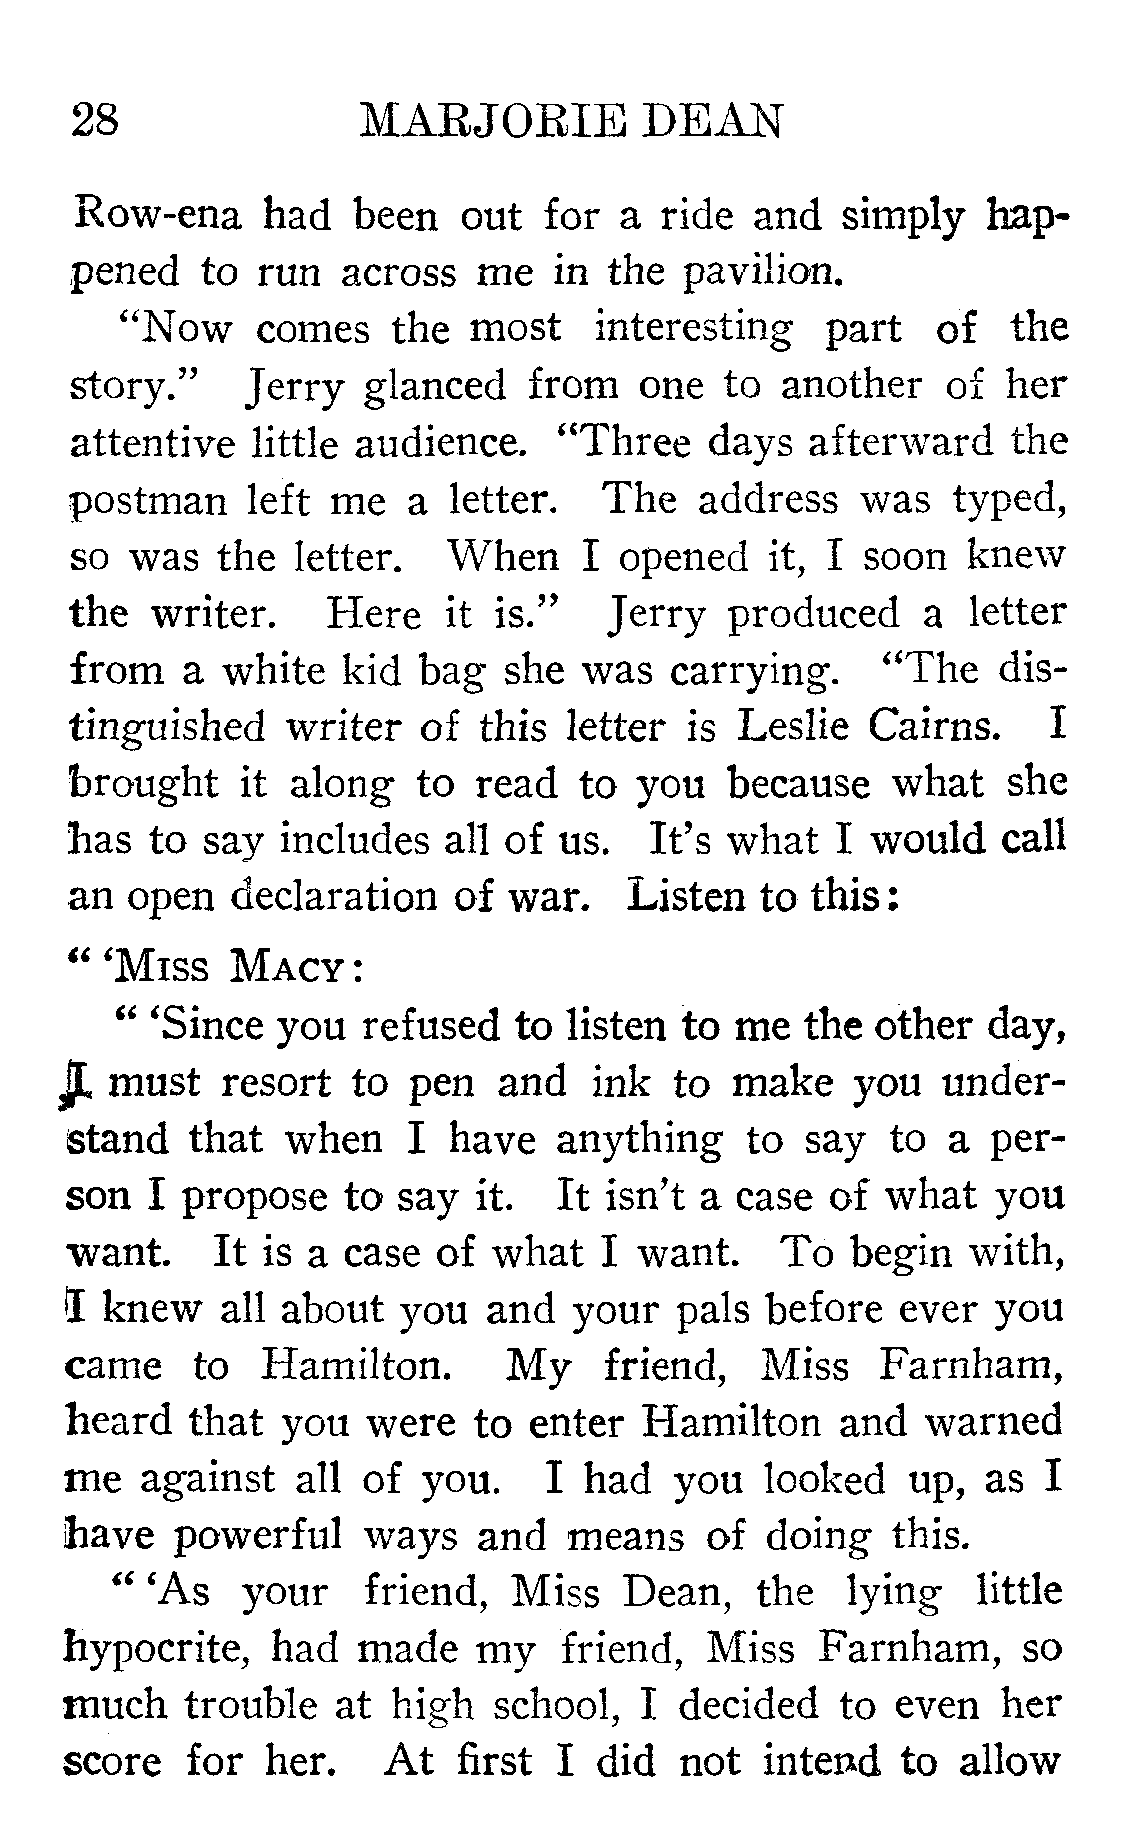 28 MARJORIE DEAN
Row-ena had been out for a ride and simply hap-
pened to run across me in the pavilion.
“Now comes the most interesting part of the
story.” Jerry glanced from one to another of her
attentive little audience. “Three days afterward the
postman left me a letter. The address was typed,
so was the letter. When I opened it, I soon knew
the writer. Here it is.” Jerry produced a letter
from a white kid bag she was carrying. “The dis-
tinguished writer of this letter is Leslie Cairns. I
brought it along to read to you because what she
has to say includes all of us. It’s what I would call
an open declaration of war. Listen to this:
“ ‘MISS MACY:
“ ‘Since you refused to listen to me the other day,
I must resort to pen and ink to make you under-
stand that when I have anything to say to a per-
son I propose to say it. It isn’t a case of what you
want. It is a case of what I want. To begin with,
I knew all about you and your pals before ever you
came to Hamilton. My friend, Miss Farnham,
heard that you were to enter Hamilton and warned
me against all of you. I had you looked up, as I
have powerful ways and means of doing this.
“ ‘As your friend, Miss Dean, the lying little
hypocrite, had made my friend, Miss Farnham, so
much trouble at high school, I decided to even her
score for her. At first I did not intend to allow